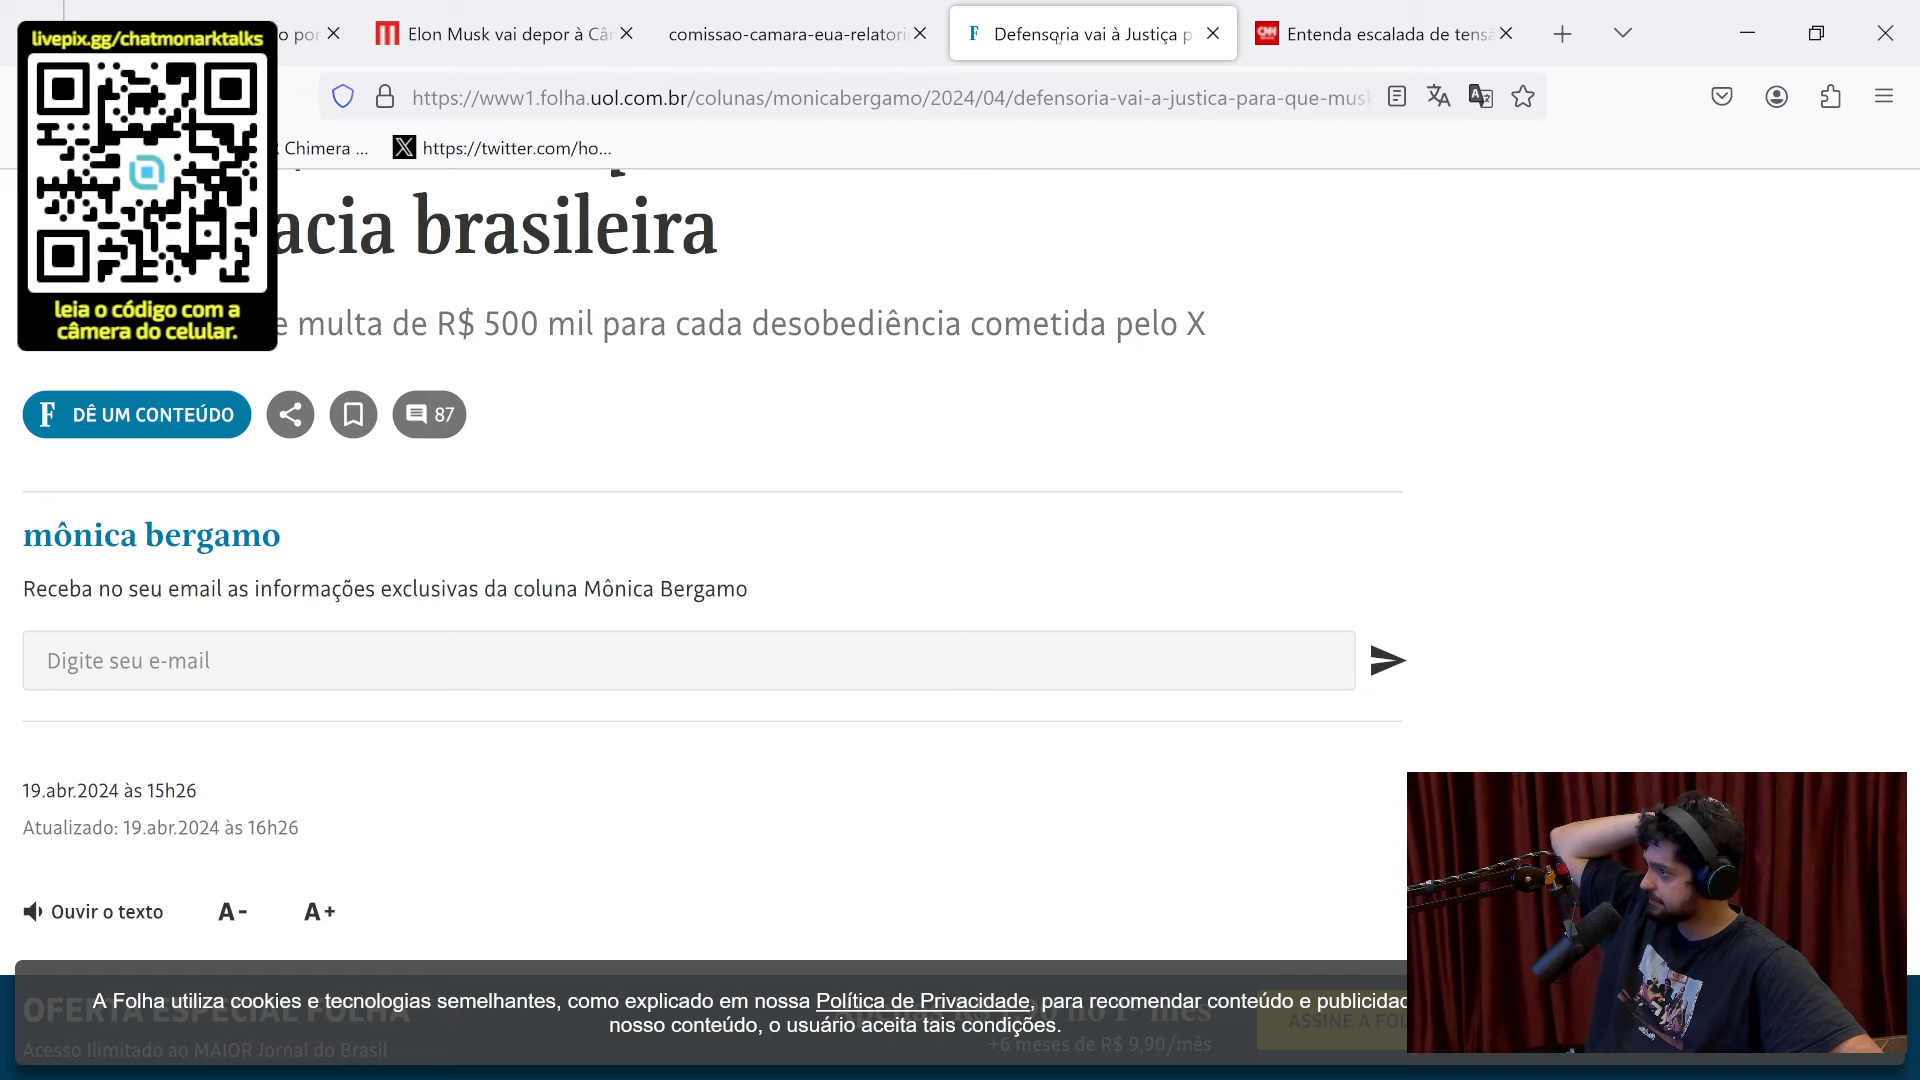 livepix.gg/chatmonarktalks
o por
Elon Musk vai depor à Câ
comissao-camara-eua-relatori
Defensoria vai à Justiça p
Entenda escalada de tens
https://www1.folha.uol.com.br/colunas/monicabergamo/2024/04/defensoria-vai-a-justica-para-que-mus
Chimera ...
https://twitter.com/ho...
leia o código com a
câmera do celular.
acia brasileira
e multa de R$ 500 mil para cada desobediência cometida pelo X
F DÊ UM CONTEÚDO
87
mônica bergamo
Receba no seu email as informações exclusivas da coluna Mônica Bergamo
Digite seu e-mail
19.abr.2024 às 15h26
Atualizado: 19.abr.2024 às 16h26
Ouvir o texto A- A+
A Folha utiliza cookies e tecnologias semelhantes, como explicado em nossa Política de Privacidade, para recomendar conteúdo e publicidad
nosso conteúdo, o usuário aceita tais condições.
OFERTA ESPECIAL FOLHA
Acesso Ilimitado ao MAIOR Jornal do Brasil
+6 meses de R$ 9,90/mês
ASSINE A FOL